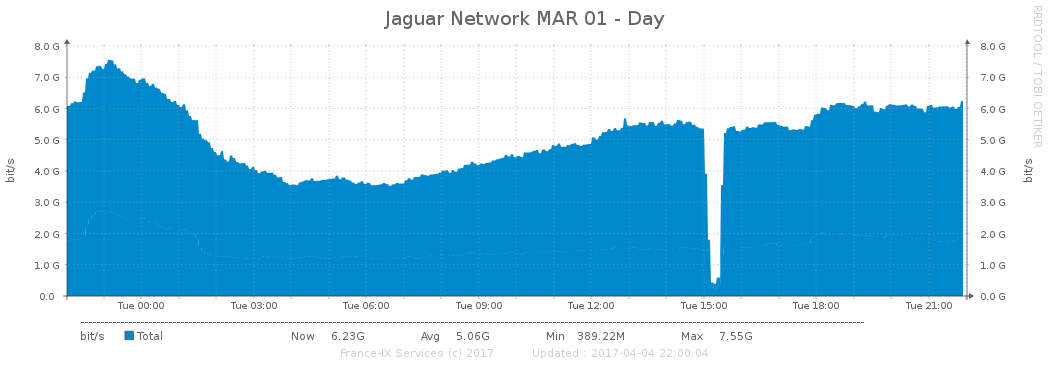 Jaguar Network MAR 01 - Day
RRDTOOL / TOBI OETIKER
bit/s
8.0 G
7.0 G
6.0 G
5.0 G
4.0 G
3.0 G
2.0 G
1.0 G
0.0
8.0 G
7.0 G
6.0 G
5.0 G
4.0 G
3.0 G
2.0 G
1.0 G
0.0 G
bit/s
Tue 00:00 Tue 03:00 Tue 06:00 Tue 09:00 Tue 12:00 Tue 15:00 Tue 18:00 Tue 21:00
bit/s Total Now 6.23G Avg 5.06G Min 389.22M Max 7.55G
France-IX Services (c) 2017 Updated : 2017-04-04 22:00:04